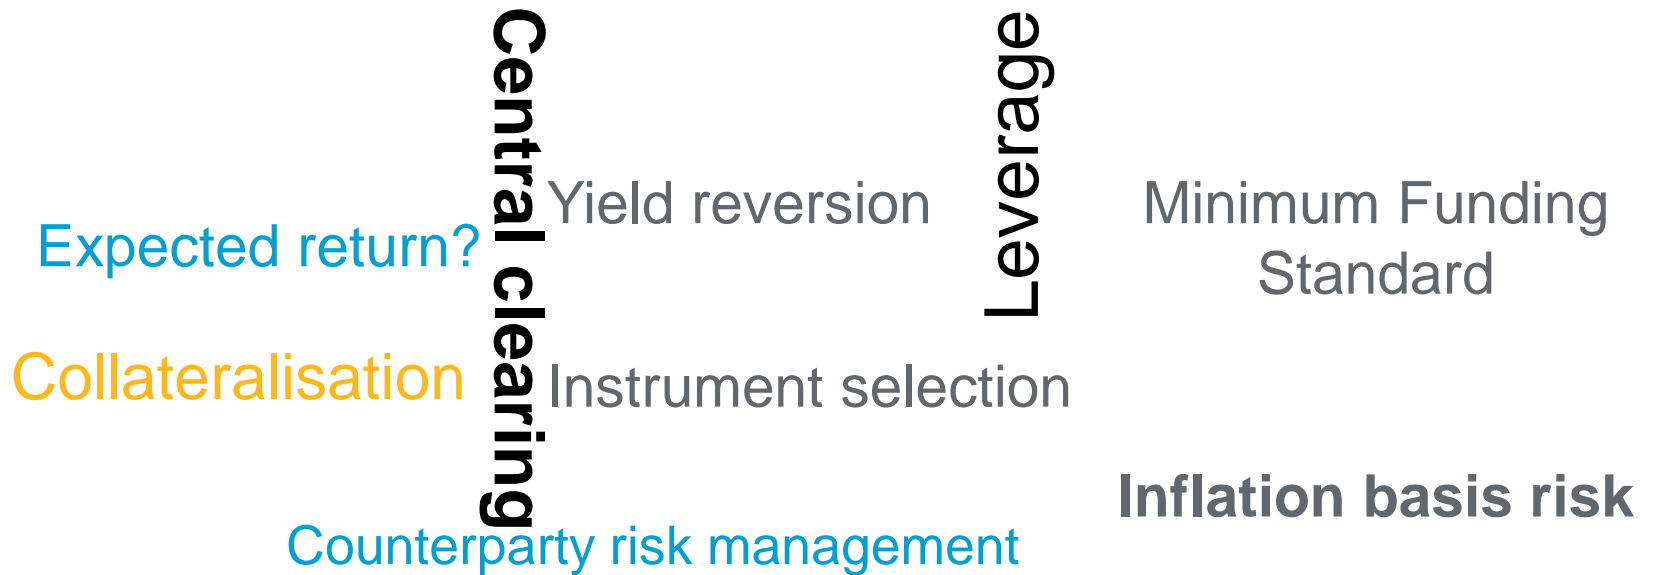 Central clearing
Leverage
Yield reversion
Minimum Funding
Standard
Expected return?
Collateralisation
Instrument selection
Inflation basis risk
Counterparty risk management